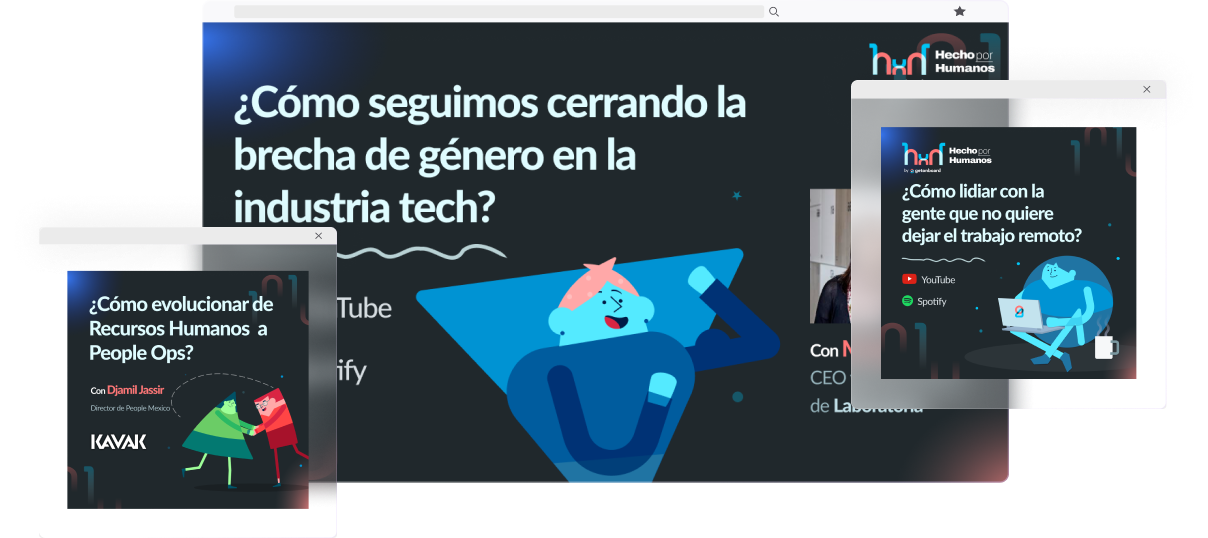 Hecho por
Humanos
¿Cómo seguimos cerrando la
brecha de género en la
industria tech?
Tube
ify
Con
CEO
de Laboratoria
Hecho por
Humanos
by getonboard
¿Cómo lidiar con la
gente que no quiere
dejar el trabajo remoto?
YouTube
Spotify
¿Cómo evolucionar de
Recursos Humanos a
People Ops?
Con Djamil Jassir
Director de People Mexico
KAVAK